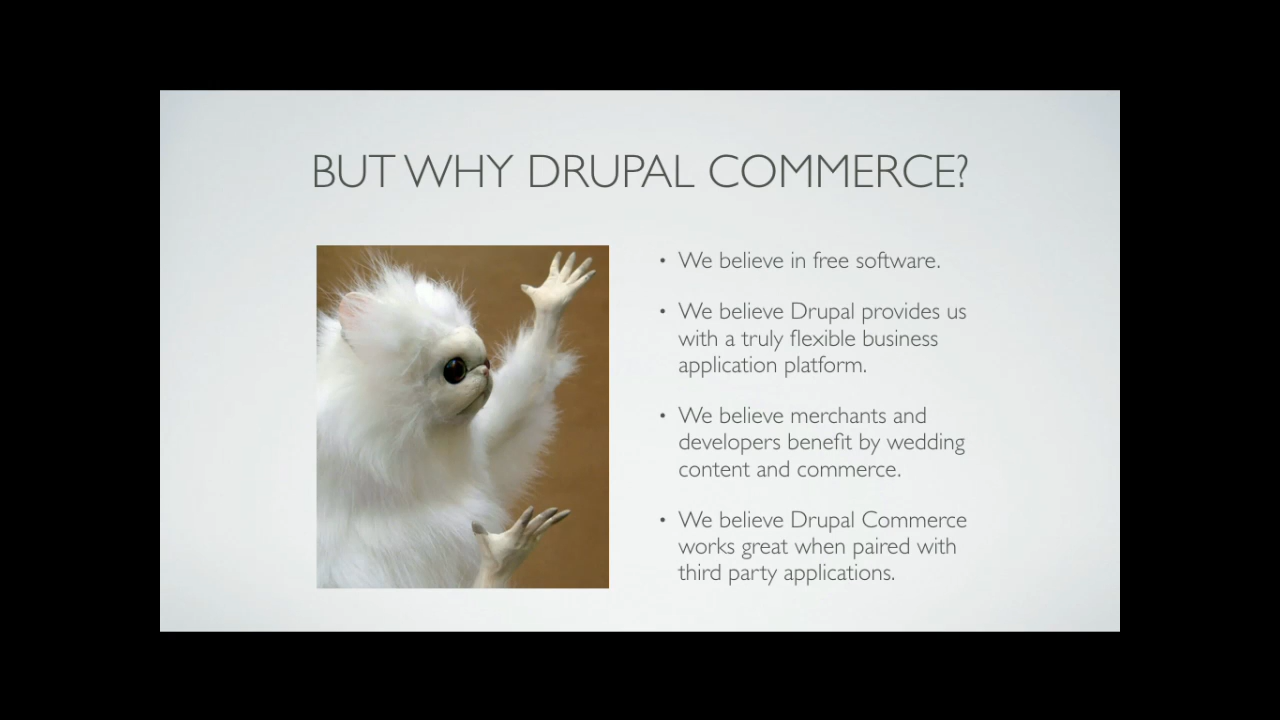 BUT WHY DRUPAL COMMERCE?
• We believe in free software.
• We believe Drupal provides us
with a truly flexible business
application platform.
• We believe merchants and
developers benefit by wedding
content and commerce.
• We believe Drupal Commerce
works great when paired with
third party applications.